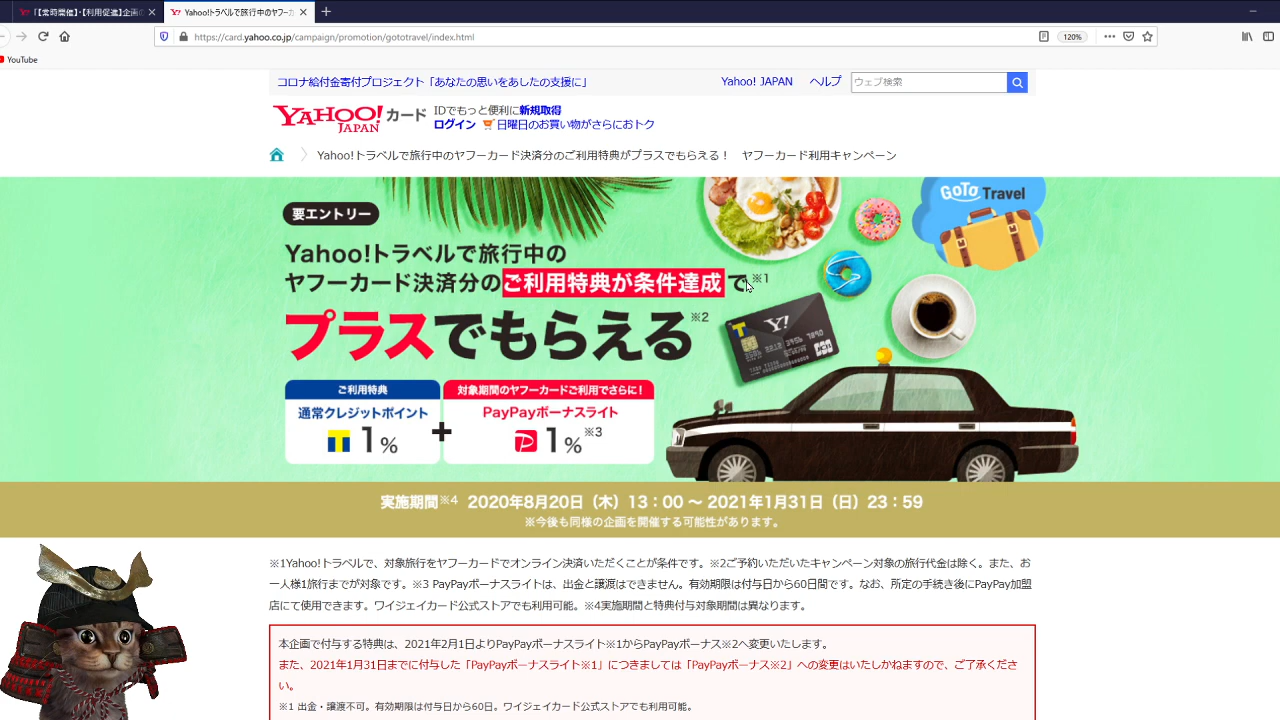 「【常時開催】・【利用促進】企画の
Yahoo!トラベルで旅行中のヤフーカ
https://card.yahoo.co.jp/campaign/promotion/gototravel/index.html
120%
YouTube
コロナ給付金寄付プロジェクト「あなたの思いをあしたの支援に」
Yahoo! JAPAN ヘルプ ウェブ検索
YAHOO! JAPAN カード
IDでもっと便利に新規取得
ログイン 日曜日のお買い物がさらにおトク
Yahoo!トラベルで旅行中のヤフーカード決済分のご利用特典がプラスでもらえる！ ヤフーカード利用キャンペーン
GoTo Travel
要エントリー
Yahoo!トラベルで旅行中の
ヤフーカード決済分のご利用特典が条件達成で※1
プラスでもらえる※2
T Y!
JCB
ご利用特典
通常クレジットポイント
T 1%
+
対象期間のヤフーカードご利用でさらに！
PayPayボーナスライト
P 1%※3
実施期間※4 2020年8月20日（木）13：00 ～ 2021年1月31日（日）23：59
※今後も同様の企画を開催する可能性があります。
※1Yahoo!トラベルで、対象旅行をヤフーカードでオンライン決済いただくことが条件です。※2ご予約いただいたキャンペーン対象の旅行代金は除く。また、お
一人様1旅行までが対象です。※3 PayPayボーナスライトは、出金と譲渡はできません。有効期限は付与日から60日間です。なお、所定の手続き後にPayPay加盟
店にて使用できます。ワイジェイカード公式ストアでも利用可能。※4実施期間と特典付与対象期間は異なります。
本企画で付与する特典は、2021年2月1日よりPayPayボーナスライト※1からPayPayボーナス※2へ変更いたします。
また、2021年1月31日までに付与した「PayPayボーナスライト※1」につきましては「PayPayボーナス※2」への変更はいたしかねますので、ご了承くださ
い。
※1 出金・譲渡不可。有効期限は付与日から60日。ワイジェイカード公式ストアでも利用可能。